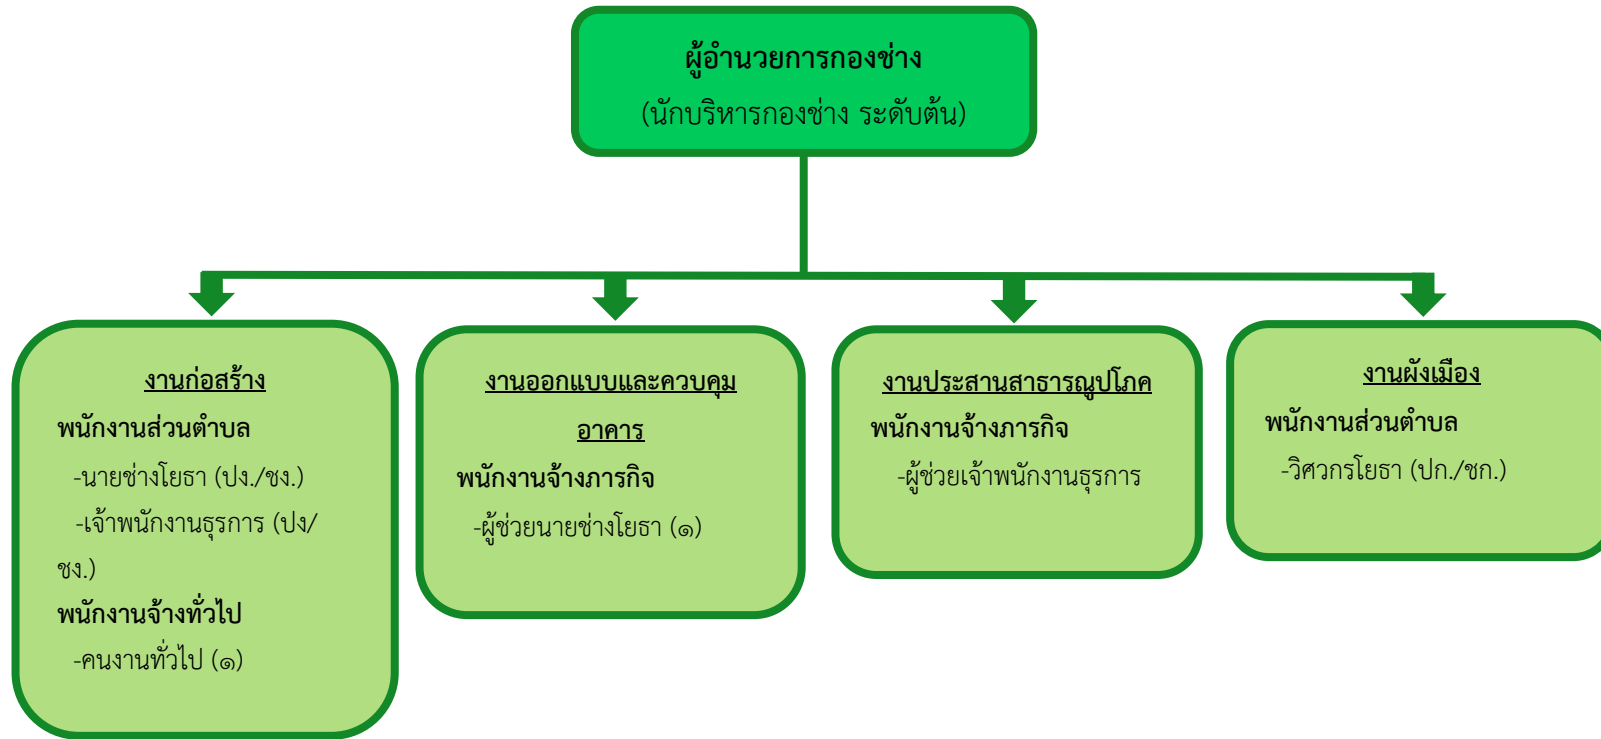 ผู้อำนวยการกองช่าง
(นักบริหารกองช่าง ระดับต้น)
งานก่อสร้าง
พนักงานส่วนตำบล
-นายช่างโยธา (ปง./ชง.)
-เจ้าพนักงานธุรการ (ปง/
ชง.)
พนักงานจ้างทั่วไป
-คนงานทั่วไป (๑)
งานออกแบบและควบคุม
อาคาร
พนักงานจ้างภารกิจ
-ผู้ช่วยนายช่างโยธา (๑)
งานประสานสาธารณูปโภค
พนักงานจ้างภารกิจ
-ผู้ช่วยเจ้าพนักงานธุรการ
งานผังเมือง
พนักงานส่วนตำบล
-วิศวกรโยธา (ปก./ชก.)